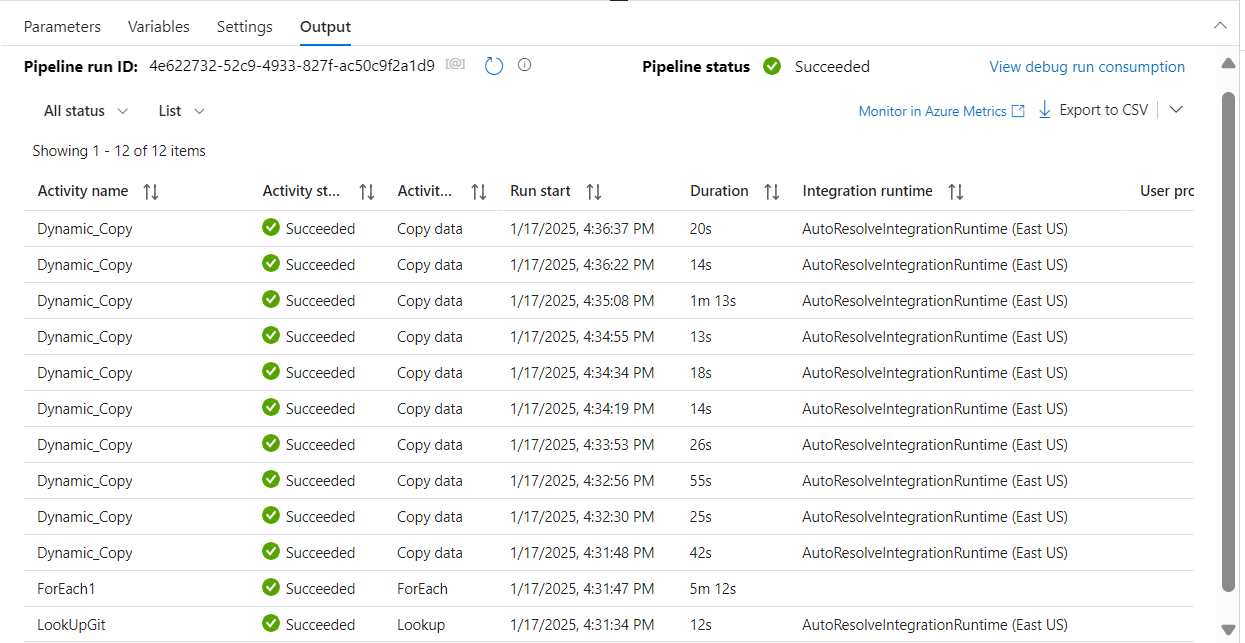 Parameters Variables Settings Output
Pipeline run ID: 4e622732-52c9-4933-827f-ac50c9f2a1d9 [@] Pipeline status Succeeded View debug run consumption
All status List Monitor in Azure Metrics Export to CSV
Showing 1 - 12 of 12 items
Activity name Activity st... Activit... Run start Duration Integration runtime User pro
Dynamic_Copy Succeeded Copy data 1/17/2025, 4:36:37 PM 20s AutoResolveIntegrationRuntime (East US)
Dynamic_Copy Succeeded Copy data 1/17/2025, 4:36:22 PM 14s AutoResolveIntegrationRuntime (East US)
Dynamic_Copy Succeeded Copy data 1/17/2025, 4:35:08 PM 1m 13s AutoResolveIntegrationRuntime (East US)
Dynamic_Copy Succeeded Copy data 1/17/2025, 4:34:55 PM 13s AutoResolveIntegrationRuntime (East US)
Dynamic_Copy Succeeded Copy data 1/17/2025, 4:34:34 PM 18s AutoResolveIntegrationRuntime (East US)
Dynamic_Copy Succeeded Copy data 1/17/2025, 4:34:19 PM 14s AutoResolveIntegrationRuntime (East US)
Dynamic_Copy Succeeded Copy data 1/17/2025, 4:33:53 PM 26s AutoResolveIntegrationRuntime (East US)
Dynamic_Copy Succeeded Copy data 1/17/2025, 4:32:56 PM 55s AutoResolveIntegrationRuntime (East US)
Dynamic_Copy Succeeded Copy data 1/17/2025, 4:32:30 PM 25s AutoResolveIntegrationRuntime (East US)
Dynamic_Copy Succeeded Copy data 1/17/2025, 4:31:48 PM 42s AutoResolveIntegrationRuntime (East US)
ForEach1 Succeeded ForEach 1/17/2025, 4:31:47 PM 5m 12s
LookUpGit Succeeded Lookup 1/17/2025, 4:31:34 PM 12s AutoResolveIntegrationRuntime (East US)